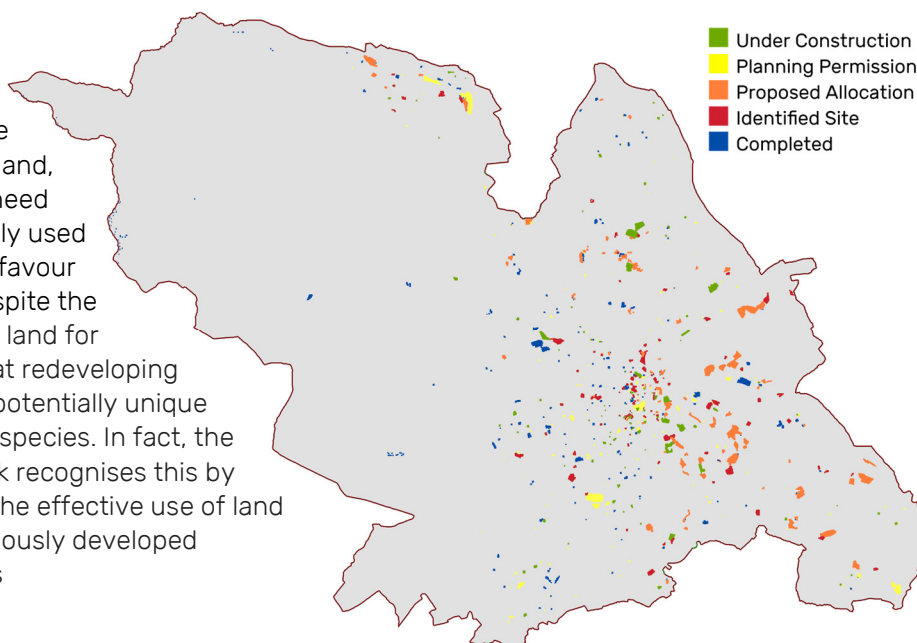 and,
need
ly used
favour
spite the
land for
at redeveloping
potentially unique
species. In fact, the
k recognises this by
he effective use of land
ously developed
s
Under Construction
Planning Permission
Proposed Allocation
Identified Site
Completed